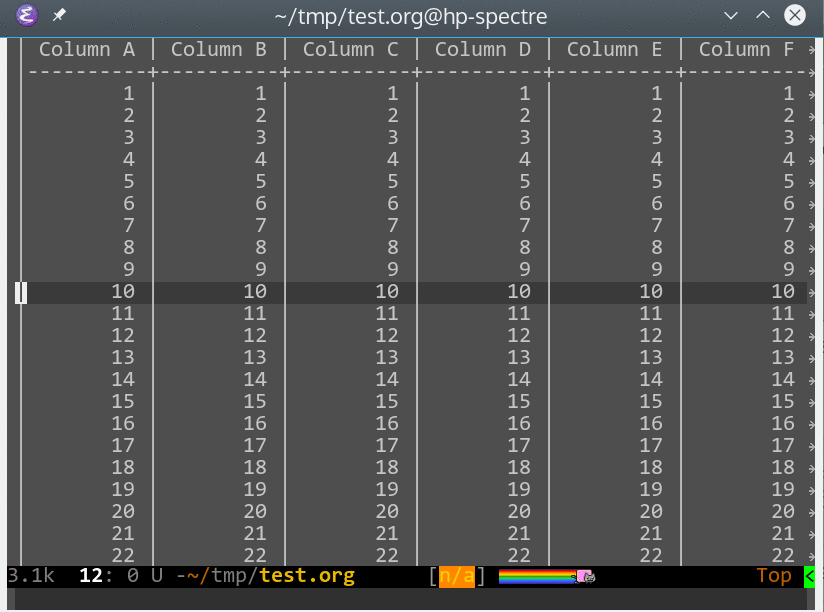 ~/tmp/test.org@hp-spectre
| Column A | Column B | Column C | Column D | Column E | Column F
----------+----------+----------+----------+----------+----------
| 1 | 1 | 1 | 1 | 1 | 1
| 2 | 2 | 2 | 2 | 2 | 2
| 3 | 3 | 3 | 3 | 3 | 3
| 4 | 4 | 4 | 4 | 4 | 4
| 5 | 5 | 5 | 5 | 5 | 5
| 6 | 6 | 6 | 6 | 6 | 6
| 7 | 7 | 7 | 7 | 7 | 7
| 8 | 8 | 8 | 8 | 8 | 8
| 9 | 9 | 9 | 9 | 9 | 9
| 10 | 10 | 10 | 10 | 10 | 10
| 11 | 11 | 11 | 11 | 11 | 11
| 12 | 12 | 12 | 12 | 12 | 12
| 13 | 13 | 13 | 13 | 13 | 13
| 14 | 14 | 14 | 14 | 14 | 14
| 15 | 15 | 15 | 15 | 15 | 15
| 16 | 16 | 16 | 16 | 16 | 16
| 17 | 17 | 17 | 17 | 17 | 17
| 18 | 18 | 18 | 18 | 18 | 18
| 19 | 19 | 19 | 19 | 19 | 19
| 20 | 20 | 20 | 20 | 20 | 20
| 21 | 21 | 21 | 21 | 21 | 21
| 22 | 22 | 22 | 22 | 22 | 22
3.1k 12: 0 U -~/tmp/test.org [n/a] Top <